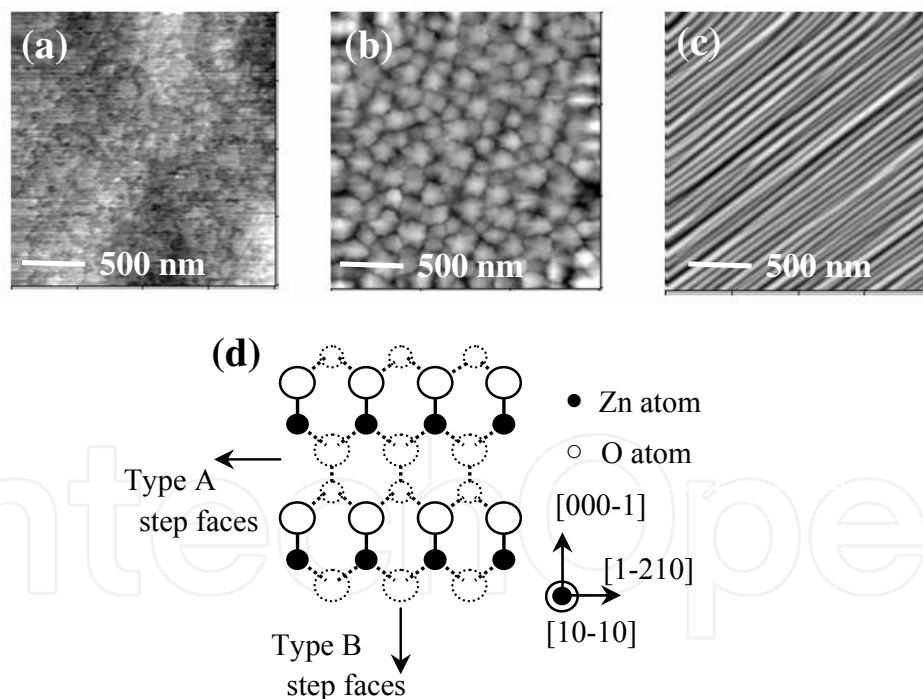 (a)
(b)
(c)
500 nm
500 nm
500 nm
(d)
Zn atom
O atom
Type A
step faces
[000-1]
[1-210]
[10-10]
Type B
step faces
ntechOpe